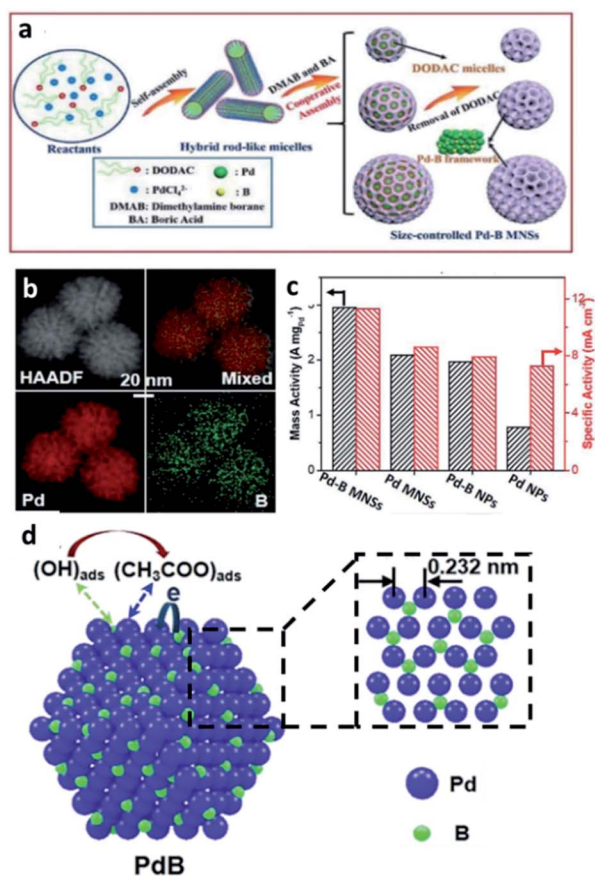 a
Reactants
Self-assembly
Hybrid rod-like micelles
DMAB and BA
Cooperative
Assembly
DODAC micelles
Removal of DODAC
Pd-B framework
Size-controlled Pd-B MNSs
: DODAC
: Pd
: PdCl₄²⁻
: B
DMAB: Dimethylamine borane
BA: Boric Acid
b
HAADF
20 nm
Mixed
Pd
B
c
Mass Activity (A mgPd⁻¹)
2
1
0
Specific Activity (mA cm⁻²)
12
8
4
0
Pd-B MNSs
Pd MNSs
Pd-B NPs
Pd NPs
d
(OH)ads
(CH₃COO)ads
e
PdB
0.232 nm
Pd
B